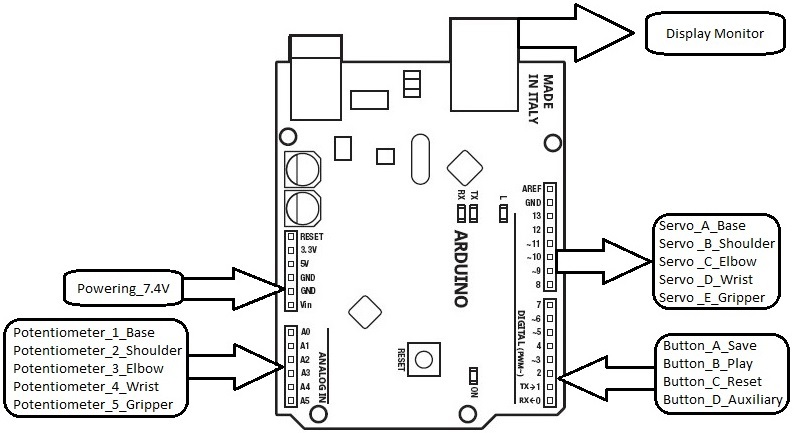 Display Monitor
MADE
IN ITALY
AREF
GND
13
12
~11
~10
~9
8
RX
TX
L
ARDUINO
RESET
3.3V
5V
GND
GND
Vin
Powering_7.4V
Servo_A_Base
Servo _B_Shoulder
Servo _C_Elbow
Servo _D_Wrist
Servo _E_Gripper
7
~6
~5
~4
~3
2
TX→1
RX←0
DIGITAL (PWM~)
A0
A1
A2
A3
A4
A5
ANALOG IN
RESET
ON
Potentiometer_1_Base
Potentiometer_2_Shoulder
Potentiometer_3_Elbow
Potentiometer_4_Wrist
Potentiometer_5_Gripper
Button_A_Save
Button_B_Play
Button_C_Reset
Button_D_Auxiliary